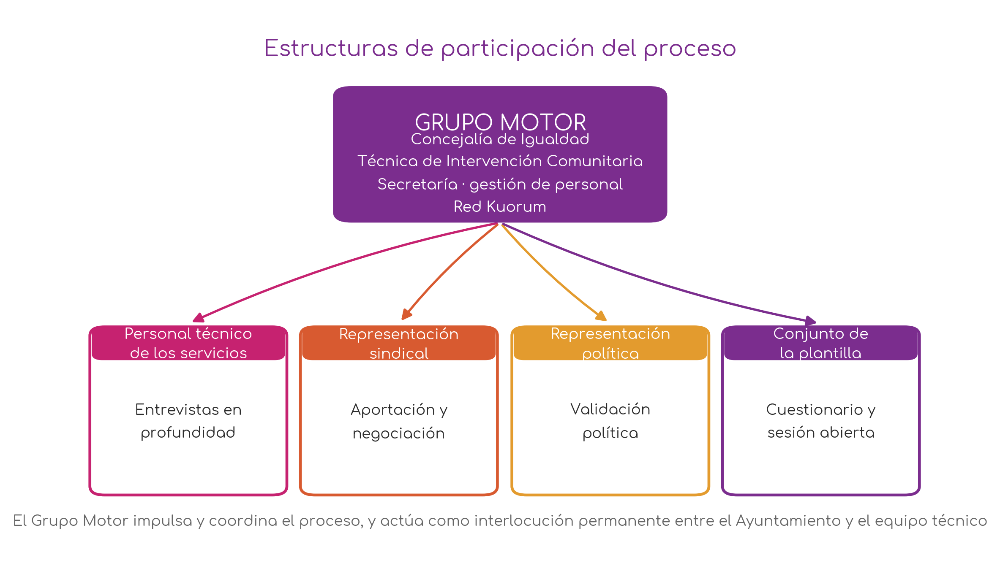 Estructuras de participación del proceso
GRUPO MOTOR
Concejalía de Igualdad
Técnica de Intervención Comunitaria
Secretaría · gestión de personal
Red Kuorum
Personal técnico
de los servicios
Entrevistas en
profundidad
Representación
sindical
Aportación y
negociación
Representación
política
Validación
política
Conjunto de
la plantilla
Cuestionario y
sesión abierta
El Grupo Motor impulsa y coordina el proceso, y actúa como interlocución permanente entre el Ayuntamiento y el equipo técnico